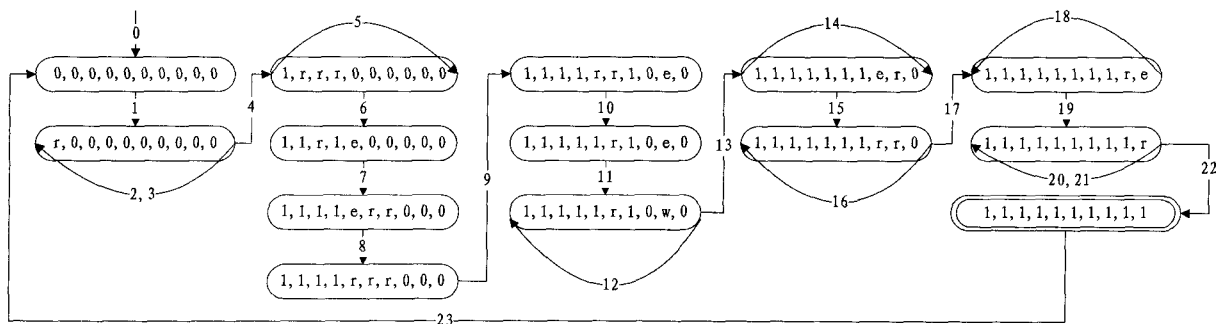 0
0, 0, 0, 0, 0, 0, 0, 0, 0, 0
1
r, 0, 0, 0, 0, 0, 0, 0, 0, 0
2, 3
4
5
1, r, r, r, 0, 0, 0, 0, 0, 0
6
1, 1, r, 1, e, 0, 0, 0, 0, 0
7
1, 1, 1, 1, e, r, r, 0, 0, 0
8
1, 1, 1, 1, r, r, r, 0, 0, 0
9
1, 1, 1, 1, r, r, 1, 0, e, 0
10
1, 1, 1, 1, 1, r, 1, 0, e, 0
11
1, 1, 1, 1, 1, r, 1, 0, w, 0
12
13
14
1, 1, 1, 1, 1, 1, 1, e, r, 0
15
1, 1, 1, 1, 1, 1, 1, r, r, 0
16
17
18
1, 1, 1, 1, 1, 1, 1, 1, r, e
19
1, 1, 1, 1, 1, 1, 1, 1, 1, r
20, 21
22
1, 1, 1, 1, 1, 1, 1, 1, 1, 1
23